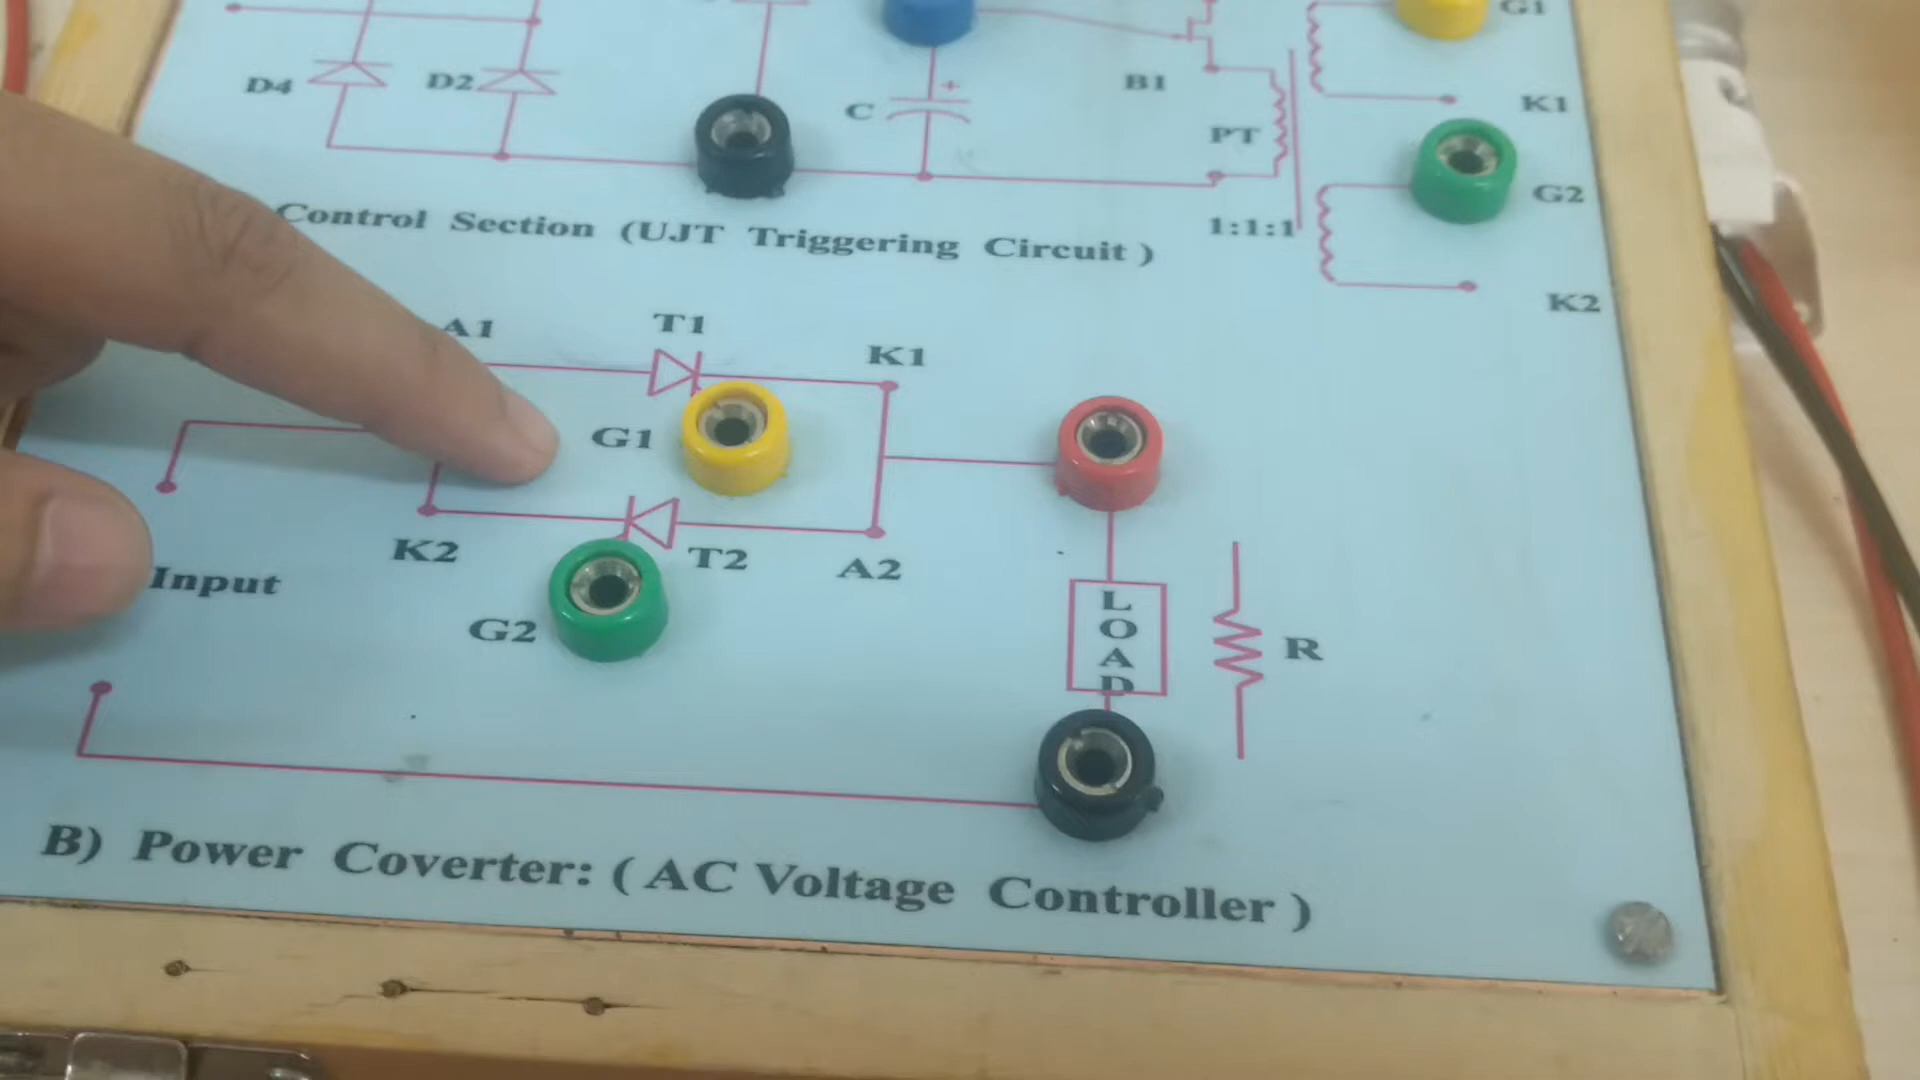 G1
D4 D2 C B1 K1
PT
G2
Control Section (UJT Triggering Circuit )
1:1:1
K2
A1 T1 K1
G1
K2 T2 A2
Input
G2
LOAD
R
B) Power Coverter: ( AC Voltage Controller )